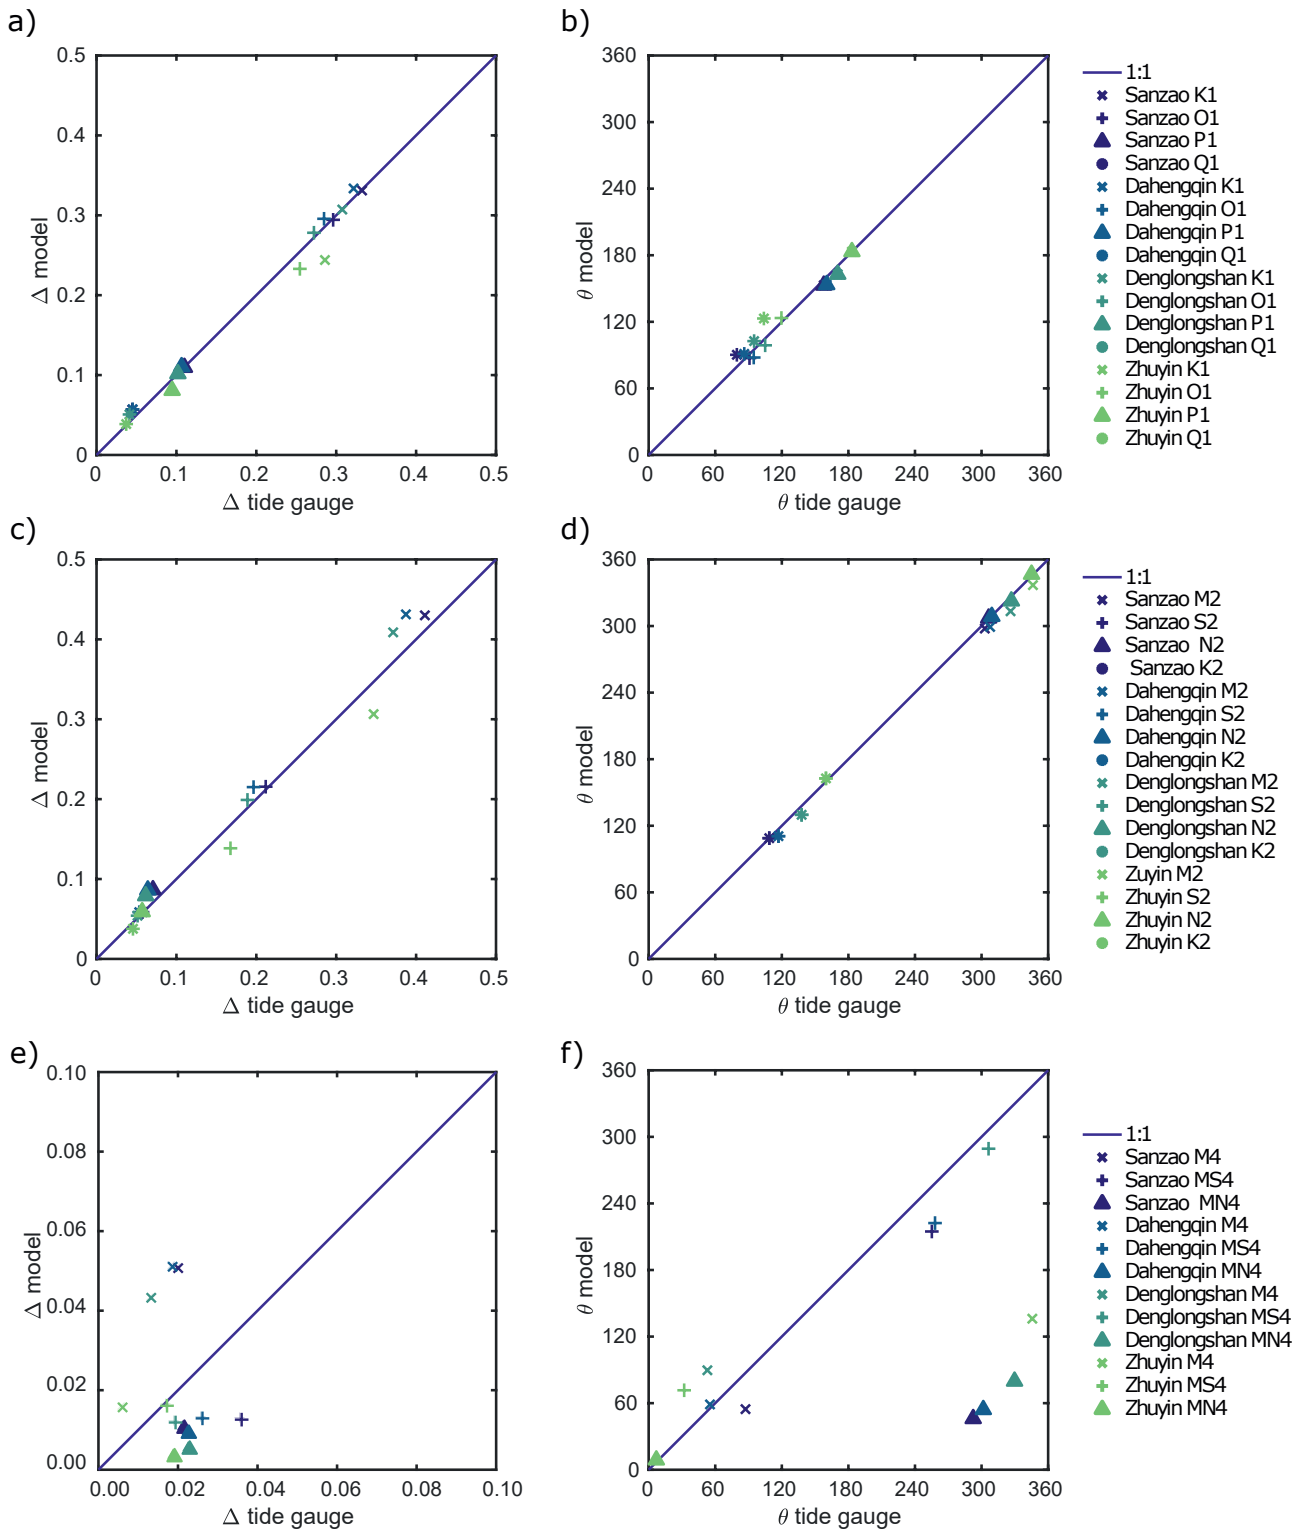 a)
0.5
0.4
0.3
0.2
0.1
0
Δ model
0 0.1 0.2 0.3 0.4 0.5
Δ tide gauge
b)
360
300
240
180
120
60
0
θ model
0 60 120 180 240 300 360
θ tide gauge
1:1
Sanzao K1
Sanzao O1
Sanzao P1
Sanzao Q1
Dahengqin K1
Dahengqin O1
Dahengqin P1
Dahengqin Q1
Denglongshan K1
Denglongshan O1
Denglongshan P1
Denglongshan Q1
Zhuyin K1
Zhuyin O1
Zhuyin P1
Zhuyin Q1
c)
0.5
0.4
0.3
0.2
0.1
0
Δ model
0 0.1 0.2 0.3 0.4 0.5
Δ tide gauge
d)
360
300
240
180
120
60
0
θ model
0 60 120 180 240 300 360
θ tide gauge
1:1
Sanzao M2
Sanzao S2
Sanzao N2
Sanzao K2
Dahengqin M2
Dahengqin S2
Dahengqin N2
Dahengqin K2
Denglongshan M2
Denglongshan S2
Denglongshan N2
Denglongshan K2
Zuyin M2
Zhuyin S2
Zhuyin N2
Zhuyin K2
e)
0.10
0.08
0.06
0.04
0.02
0.00
Δ model
0.00 0.02 0.04 0.06 0.08 0.10
Δ tide gauge
f)
360
300
240
180
120
60
0
θ model
0 60 120 180 240 300 360
θ tide gauge
1:1
Sanzao M4
Sanzao MS4
Sanzao MN4
Dahengqin M4
Dahengqin MS4
Dahengqin MN4
Denglongshan M4
Denglongshan MS4
Denglongshan MN4
Zhuyin M4
Zhuyin MS4
Zhuyin MN4